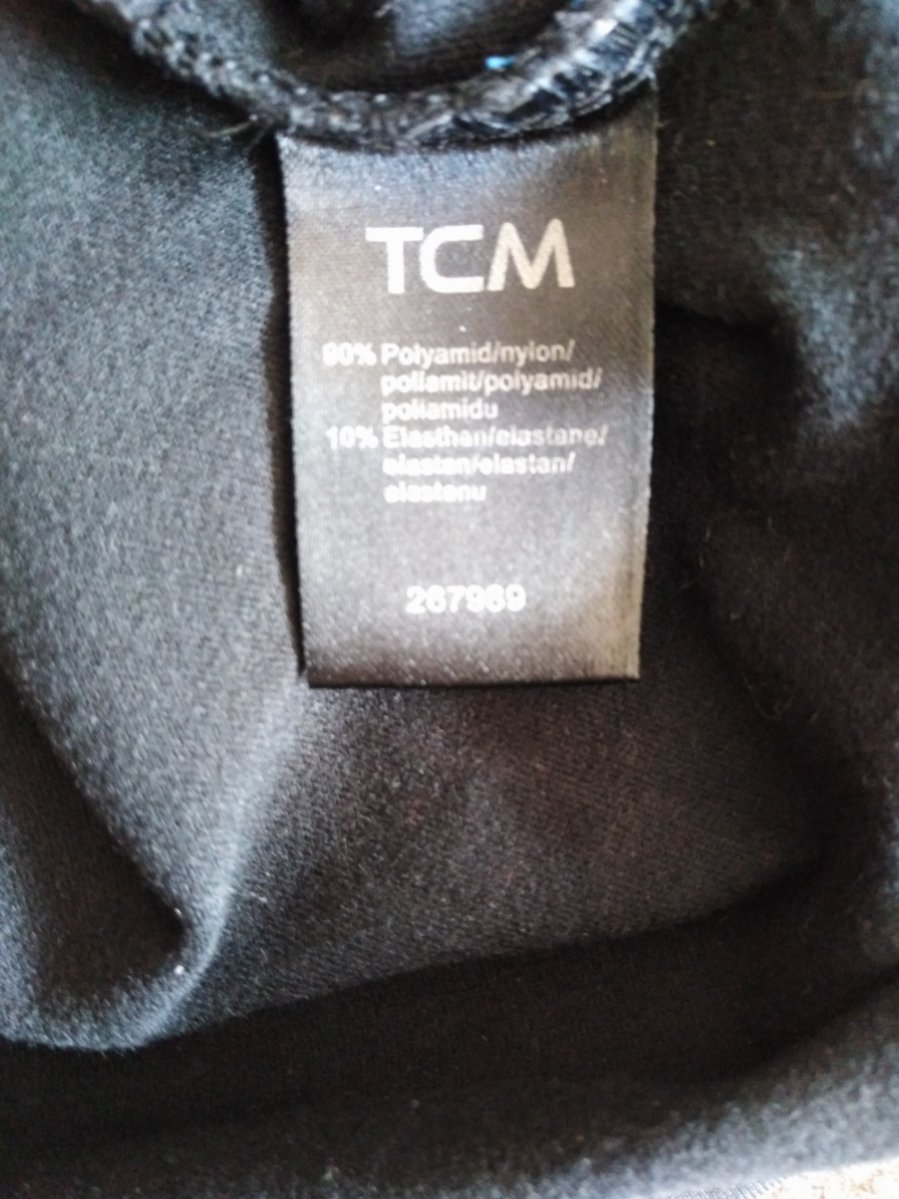 TCM
90% Polyamid/nylon/
poliamit/polyamid/
poliamidu
10% Elasthan/elastane/
elastan/elastan/
elastanu
267989